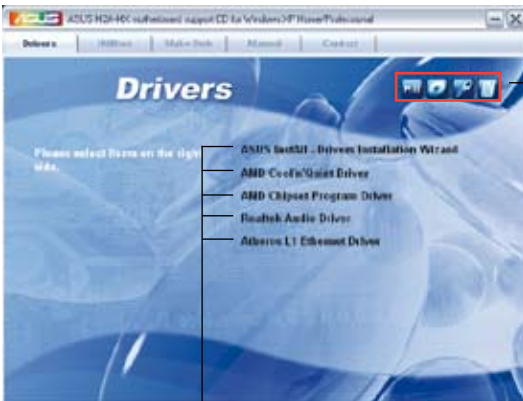 ASUS
ASUS M2A-MX motherboard support CD for Windows XP Home/Professional
Drivers
Utilities
Make Disk
Manual
Contact
Drivers
Please select items on the right side.
ASUS InstAll - Drivers Installation Wizard
AMD Cool'n'Quiet Driver
AMD Chipset Program Driver
Realtek Audio Driver
Atheros L1 Ethernet Driver